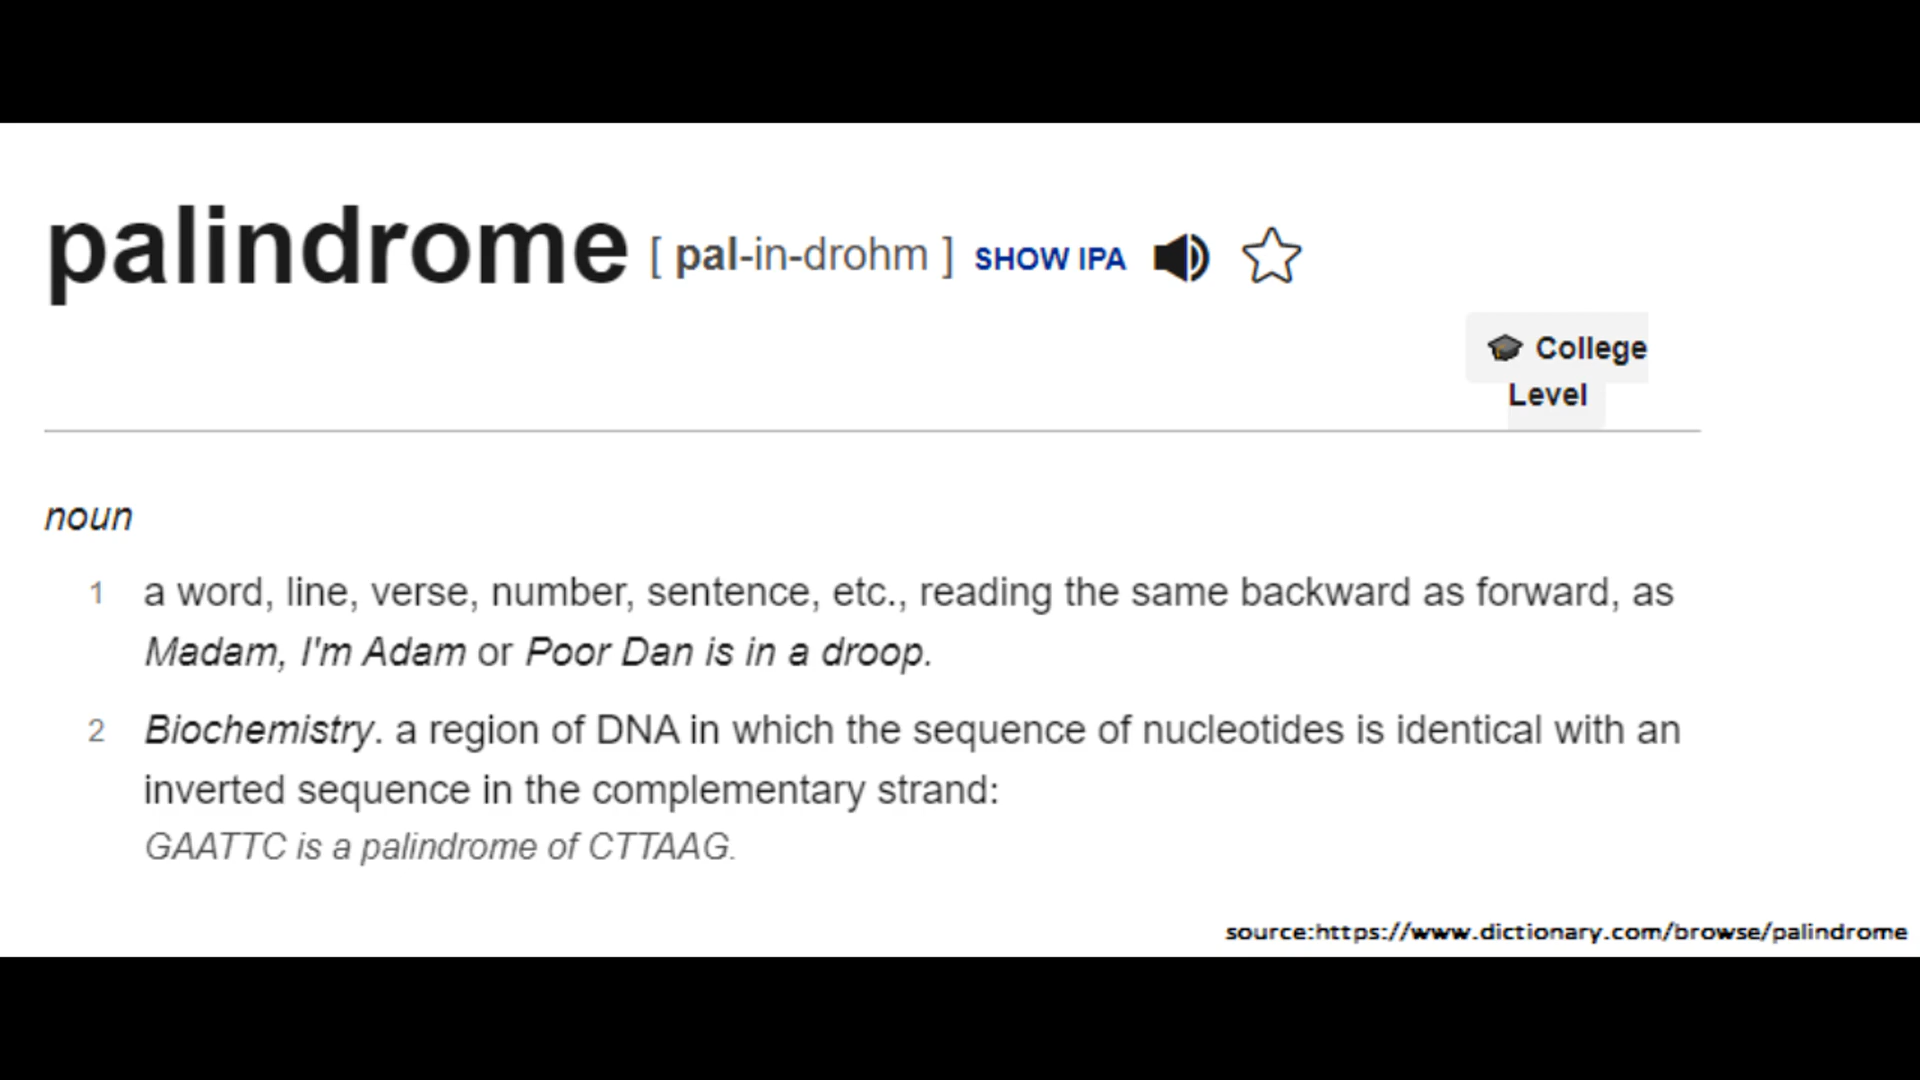 palindrome [ pal-in-drohm ] SHOW IPA
College
Level
noun
1 a word, line, verse, number, sentence, etc., reading the same backward as forward, as
Madam, I'm Adam or Poor Dan is in a droop.
2 Biochemistry. a region of DNA in which the sequence of nucleotides is identical with an
inverted sequence in the complementary strand:
GAATTC is a palindrome of CTTAAG.
source:https://www.dictionary.com/browse/palindrome